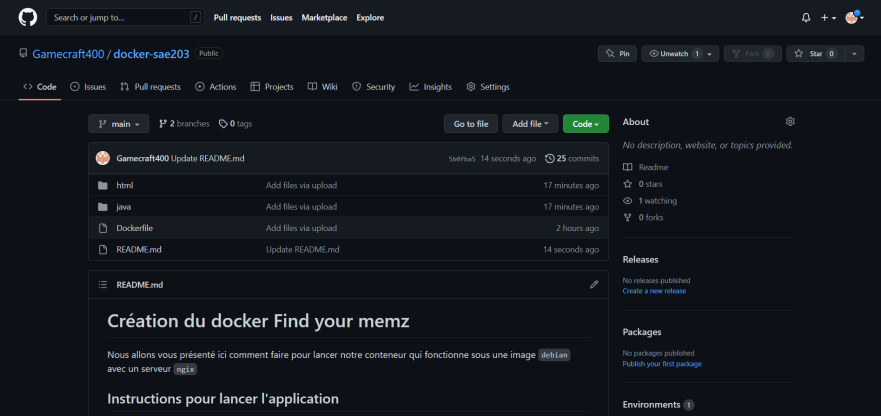 Search or jump to... / Pull requests Issues Marketplace Explore
Gamecraft400 / docker-sae203 Public Pin Unwatch 1 Fork 0 Star 0
Code Issues Pull requests Actions Projects Wiki Security Insights Settings
main 2 branches 0 tags Go to file Add file Code
About
No description, website, or topics provided.
Gamecraft400 Update README.md 5b0fba5 14 seconds ago 25 commits
Readme
html Add files via upload 17 minutes ago
0 stars
java Add files via upload 17 minutes ago
1 watching
Dockerfile Add files via upload 2 hours ago
0 forks
README.md Update README.md 14 seconds ago
Releases
No releases published
Create a new release
README.md
Création du docker Find your memz
Packages
No packages published
Publish your first package
Nous allons vous présenté ici comment faire pour lancer notre conteneur qui fonctionne sous une image debian
avec un serveur ngix
Instructions pour lancer l'application
Environments 1